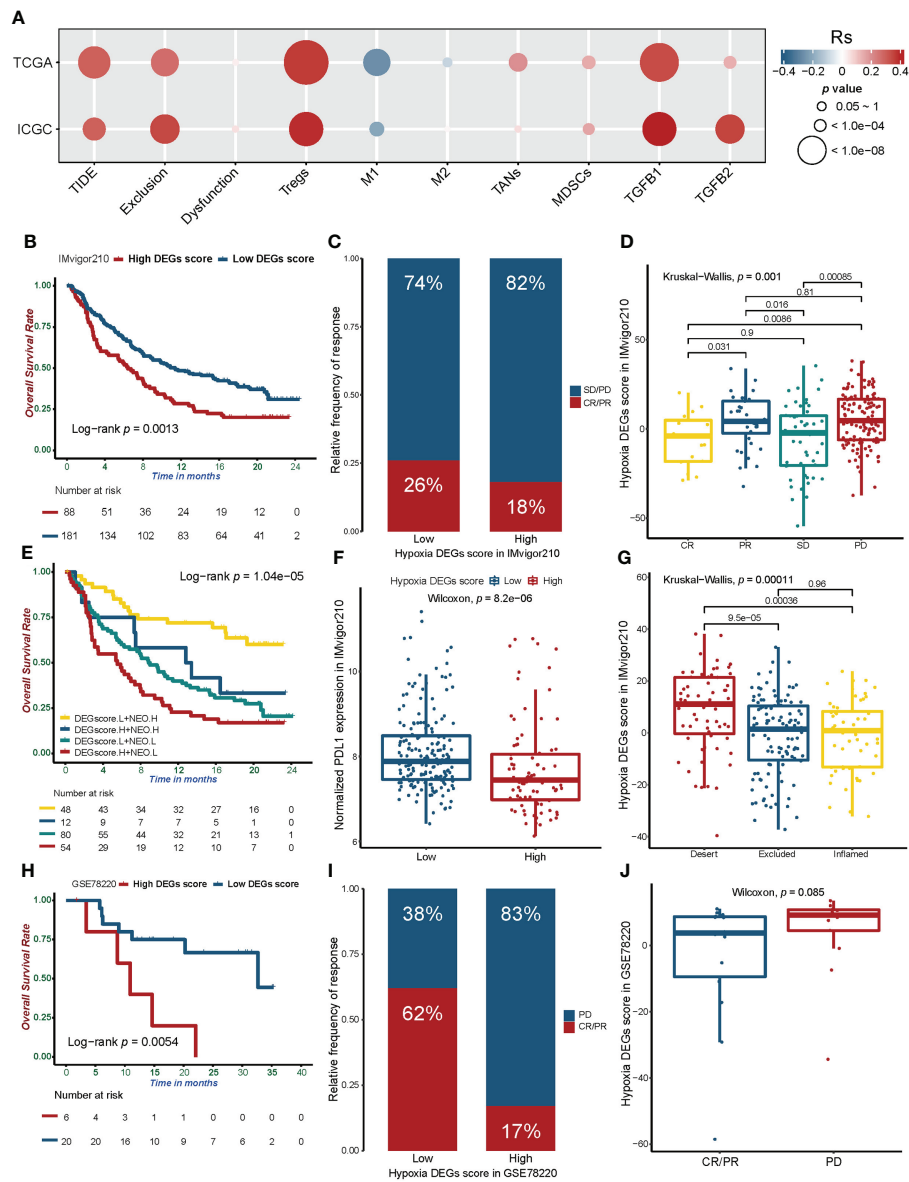 A
TCGA
ICGC
TIDE
Exclusion
Dysfunction
Tregs
M1
M2
TANs
MDSCs
TGFB1
TGFB2
Rs
−0.4 −0.2 0 0.2 0.4
p value
0.05 ~ 1
< 1.0e−04
< 1.0e−08
B
IMvigor210 High DEGs score Low DEGs score
Overall Survival Rate
1.00
0.75
0.50
0.25
0.00
Log−rank p = 0.0013
0 4 8 12 16 20 24
Time in months
Number at risk
88 51 36 24 19 12 0
181 134 102 83 64 41 2
C
Relative frequency of response
1.00
0.75
0.50
0.25
0.00
74% 82%
26% 18%
SD/PD
CR/PR
Low High
Hypoxia DEGs score in IMvigor210
D
Hypoxia DEGs score in IMvigor210
Kruskal−Wallis, p = 0.001
0.00085
0.81
0.016
0.0086
0.9
0.031
50
0
−50
CR PR SD PD
E
Overall Survival Rate
1.00
0.75
0.50
0.25
0.00
Log−rank p = 1.04e−05
DEGscore.L+NEO.H
DEGscore.H+NEO.H
DEGscore.L+NEO.L
DEGscore.H+NEO.L
0 4 8 12 16 20 24
Time in months
Number at risk
48 43 34 32 27 16 0
12 9 7 7 5 1 0
80 55 44 32 21 13 1
54 29 19 12 10 7 0
F
Hypoxia DEGs score Low High
Wilcoxon, p = 8.2e−06
Normalized PDL1 expression in IMvigor210
10
8
6
Low High
G
Kruskal−Wallis, p = 0.00011
0.96
0.00036
9.5e−05
Hypoxia DEGs score in IMvigor210
60
40
20
0
−20
−40
Desert Excluded Inflamed
H
GSE78220 High DEGs score Low DEGs score
Overall Survival Rate
1.00
0.75
0.50
0.25
0.00
Log−rank p = 0.0054
0 5 10 15 20 25 30 35 40
Time in months
Number at risk
6 4 3 1 1 0 0 0 0
20 20 16 10 9 7 6 2 0
I
Relative frequency of response
1.00
0.75
0.50
0.25
0.00
38% 83%
62% 17%
PD
CR/PR
Low High
Hypoxia DEGs score in GSE78220
J
Wilcoxon, p = 0.085
Hypoxia DEGs score in GSE78220
0
−20
−40
−60
CR/PR PD